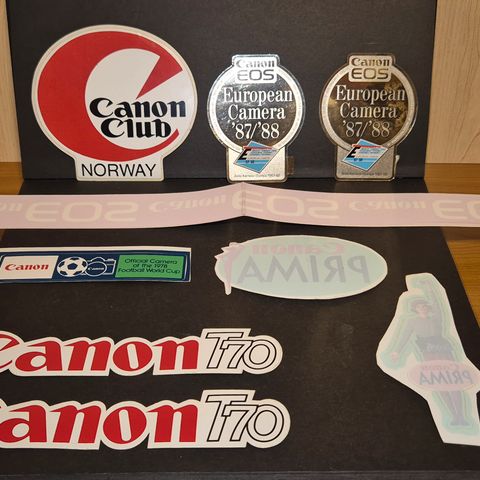 Canon
Club
NORWAY
Canon
EOS
European
Camera
'87/'88
Canon
EOS
European
Camera
'87/'88
EOS Canon EOS Canon EOS
Canon
Official Camera
of the 1978
Football World Cup
Canon
PRIMA
Canon T70
PRIMA
Canon T70